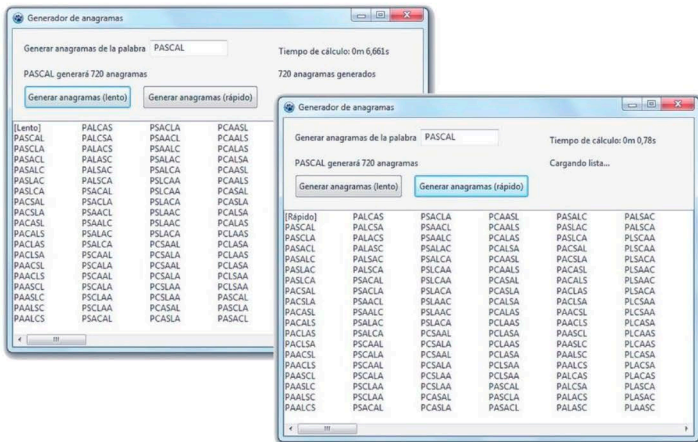 Generador de anagramas
Generar anagramas de la palabra PASCAL Tiempo de cálculo: 0m 6,661s
PASCAL generará 720 anagramas 720 anagramas generados
Generar anagramas (lento) Generar anagramas (rápido)
[Lento] PALCAS PSACLA PCAASL
PASCAL PALCSA PSAACL PCAALS
PASCLA PALACS PSAALC PCALAS
PASACL PALASC PSALAC PCALSA
PASALC PALSAC PSALCA PCAASL
PASLAC PALSCA PSLCAA PCAALS
PASLCA PSACAL PSLCAA PCASAL
PACSAL PSACLA PSLACA PCASLA
PACSLA PSAACL PSLAAC PCALSA
PACASL PSAALC PSLAAC PCALAS
PACALS PSALAC PSLACA PCLAAS
PACLAS PSALCA PCSAAL PCLASA
PACLSA PSCAAL PCSALA PCLAAS
PAACSL PSCALA PCSAAL PCLASA
PAACLS PSCAAL PCSALA PCLSAA
PAASCL PSCALA PCSLAA PCLSAA
PAASLC PSCLAA PCSLAA PASCAL
PAALSC PSCLAA PCASAL PASCLA
PAALCS PSACAL PCASLA PASACL
Generador de anagramas
Generar anagramas de la palabra PASCAL Tiempo de cálculo: 0m 0,78s
PASCAL generará 720 anagramas Cargando lista...
Generar anagramas (lento) Generar anagramas (rápido)
[Rápido] PALCAS PSACLA PCAASL PASALC PALSAC
PASCAL PALCSA PSAACL PCAALS PASLAC PALSCA
PASCLA PALACS PSAALC PCALAS PASLCA PLSCAA
PASACL PALASC PSALAC PCALSA PACSAL PLSCAA
PASALC PALSAC PSALCA PCAASL PACSLA PLSACA
PASLAC PALSCA PSLCAA PCAALS PACASL PLSAAC
PASLCA PSACAL PSLCAA PCASAL PACALS PLSAAC
PACSAL PSACLA PSLACA PCASLA PACLAS PLSACA
PACSLA PSAACL PSLAAC PCALSA PACLSA PLCSAA
PACASL PSAALC PSLAAC PCALAS PAACSL PLCSAA
PACALS PSALAC PSLACA PCLAAS PAACLS PLCASA
PACLAS PSALCA PCSAAL PCLASA PAASCL PLCAAS
PACLSA PSCAAL PCSALA PCLAAS PAASLC PLCAAS
PAACSL PSCALA PCSAAL PCLASA PAALSC PLCASA
PAACLS PSCAAL PCSALA PCLSAA PAALCS PLACSA
PAASCL PSCALA PCSLAA PCLSAA PALCAS PLACAS
PAASLC PSCLAA PCSLAA PASCAL PALCSA PLASCA
PAALSC PSCLAA PCASAL PASCLA PALACS PLASAC
PAALCS PSACAL PCASLA PASACL PALASC PLAASC